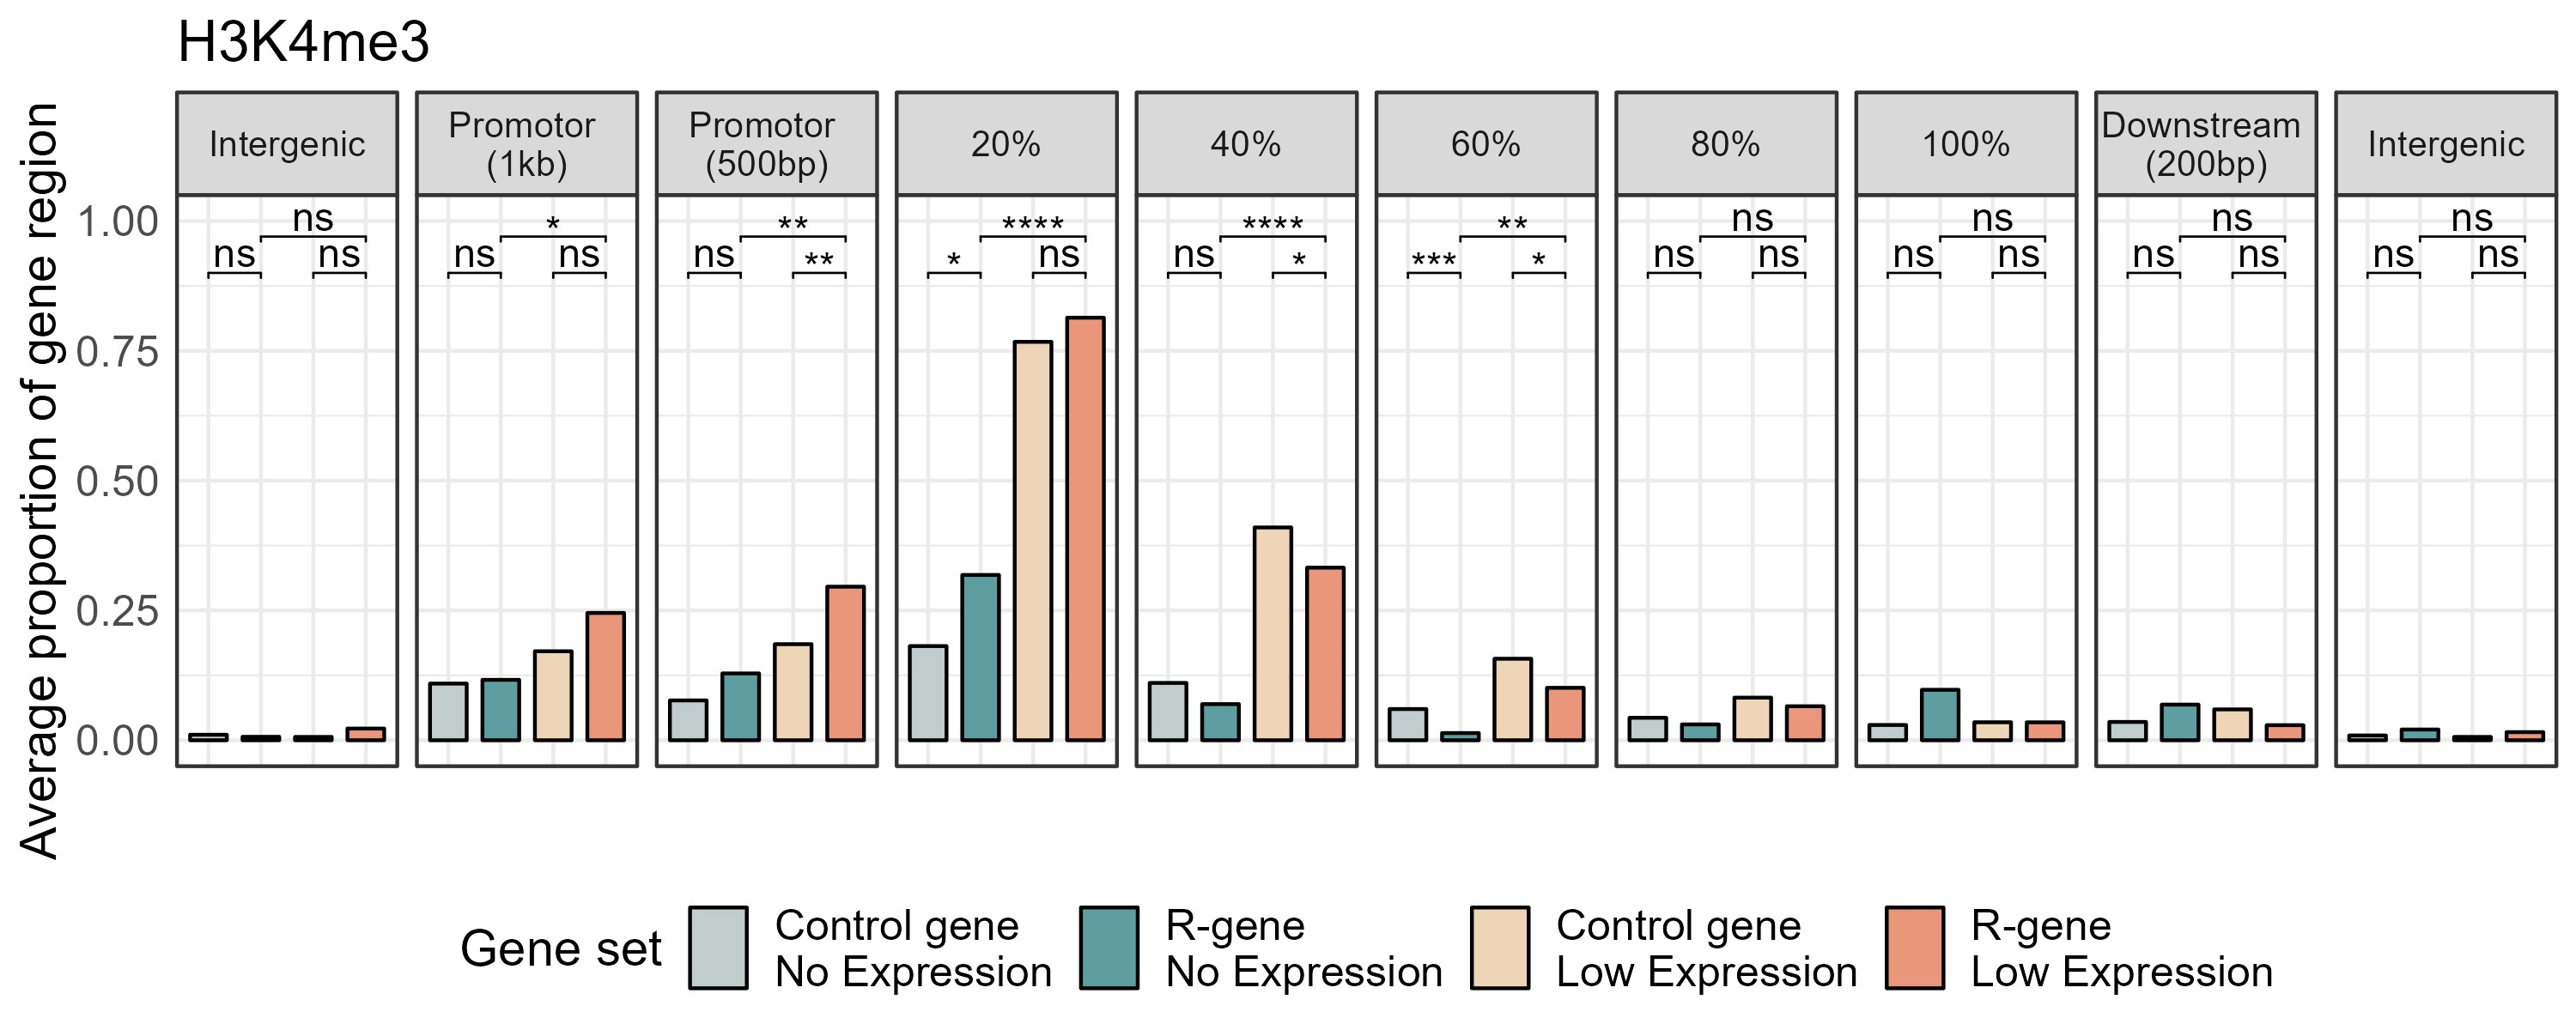 H3K4me3
Average proportion of gene region
Intergenic
Promotor
(1kb)
Promotor
(500bp)
20%
40%
60%
80%
100%
Downstream
(200bp)
Intergenic
1.00
0.75
0.50
0.25
0.00
ns
ns ns
*
ns ns
**
ns **
****
* ns
****
ns *
**
*** *
ns
ns ns
ns
ns ns
ns
ns ns
ns
ns ns
Gene set
Control gene
No Expression
R-gene
No Expression
Control gene
Low Expression
R-gene
Low Expression